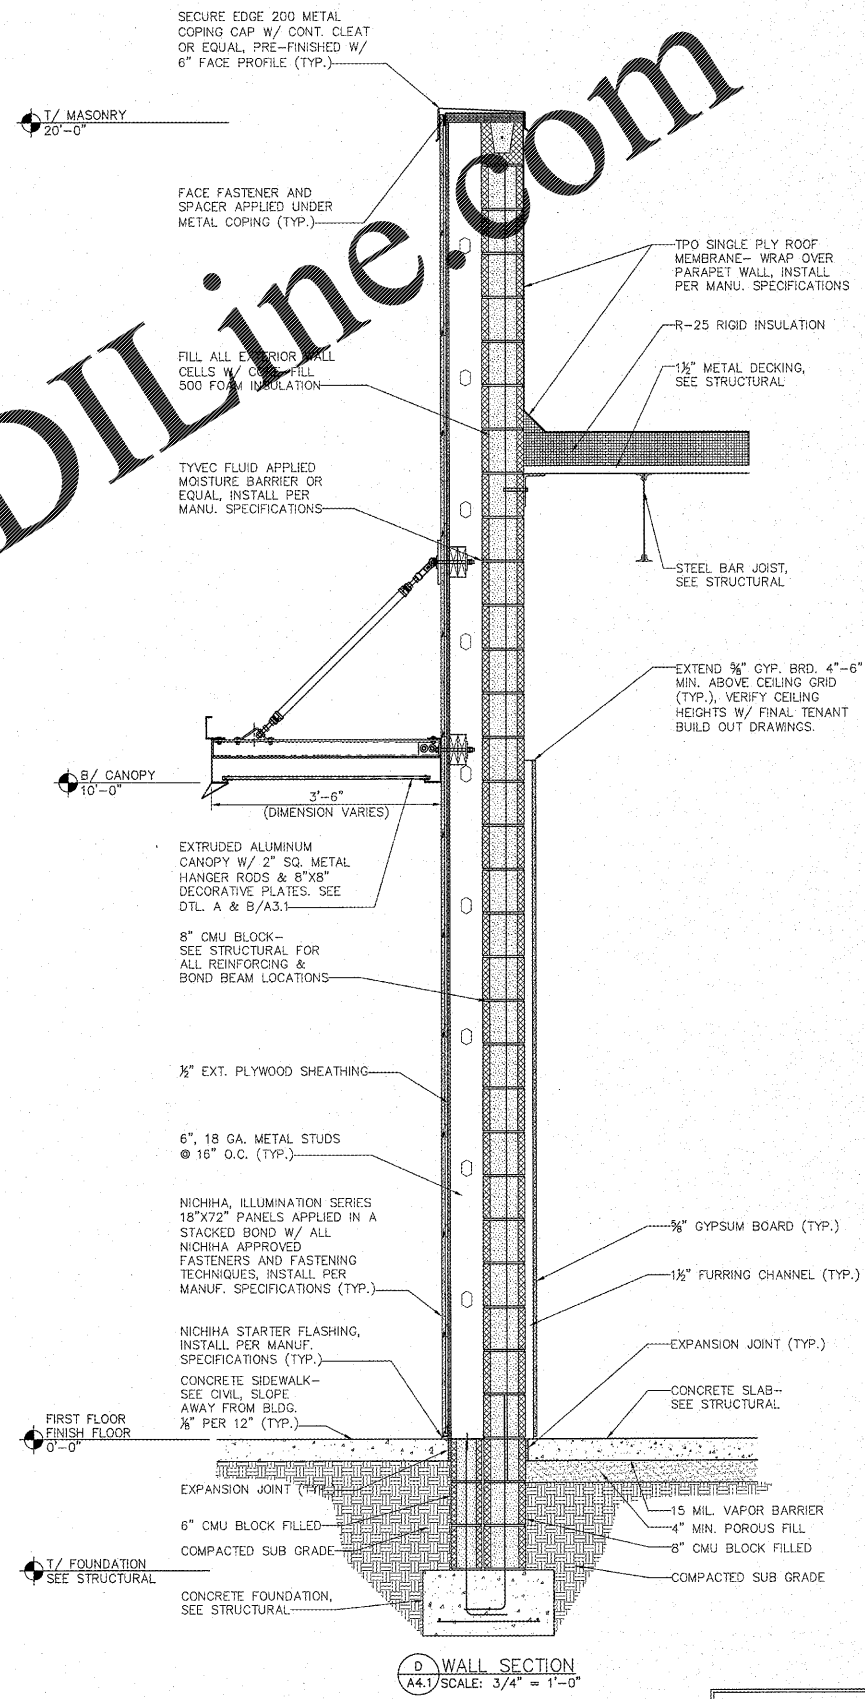 SECURE EDGE 200 METAL
COPING CAP W/ CONT. CLEAT
OR EQUAL, PRE-FINISHED W/
6" FACE PROFILE (TYP.)
T/ MASONRY
20'-0"
FACE FASTENER AND
SPACER APPLIED UNDER
METAL COPING (TYP.)
TPO SINGLE PLY ROOF
MEMBRANE- WRAP OVER
PARAPET WALL, INSTALL
PER MANU. SPECIFICATIONS
R-25 RIGID INSULATION
DILine.com
FILL ALL EXTERIOR WALL
CELLS W/ CORE FILL
500 FOAM INSULATION
1½" METAL DECKING,
SEE STRUCTURAL
TYVEC FLUID APPLIED
MOISTURE BARRIER OR
EQUAL, INSTALL PER
MANU. SPECIFICATIONS
STEEL BAR JOIST,
SEE STRUCTURAL
EXTEND ⅝" GYP. BRD. 4"-6"
MIN. ABOVE CEILING GRID
(TYP.), VERIFY CEILING
HEIGHTS W/ FINAL TENANT
BUILD OUT DRAWINGS.
B/ CANOPY
10'-0"
3'-6"
(DIMENSION VARIES)
EXTRUDED ALUMINUM
CANOPY W/ 2" SQ. METAL
HANGER RODS & 8"X8"
DECORATIVE PLATES. SEE
DTL. A & B/A3.1
8" CMU BLOCK-
SEE STRUCTURAL FOR
ALL REINFORCING &
BOND BEAM LOCATIONS
½" EXT. PLYWOOD SHEATHING
6", 18 GA. METAL STUDS
@ 16" O.C. (TYP.)
NICHIHA, ILLUMINATION SERIES
18"X72" PANELS APPLIED IN A
STACKED BOND W/ ALL
NICHIHA APPROVED
FASTENERS AND FASTENING
TECHNIQUES, INSTALL PER
MANUF. SPECIFICATIONS (TYP.)
⅝" GYPSUM BOARD (TYP.)
1½" FURRING CHANNEL (TYP.)
NICHIHA STARTER FLASHING,
INSTALL PER MANUF.
SPECIFICATIONS (TYP.)
EXPANSION JOINT (TYP.)
CONCRETE SIDEWALK-
SEE CIVIL, SLOPE
AWAY FROM BLDG.
⅛" PER 12" (TYP.)
CONCRETE SLAB-
SEE STRUCTURAL
FIRST FLOOR
FINISH FLOOR
0'-0"
EXPANSION JOINT (TYP.)
6" CMU BLOCK FILLED
COMPACTED SUB GRADE
15 MIL. VAPOR BARRIER
4" MIN. POROUS FILL
8" CMU BLOCK FILLED
COMPACTED SUB GRADE
T/ FOUNDATION
SEE STRUCTURAL
CONCRETE FOUNDATION,
SEE STRUCTURAL
D
A4.1
WALL SECTION
SCALE: 3/4" = 1'-0"